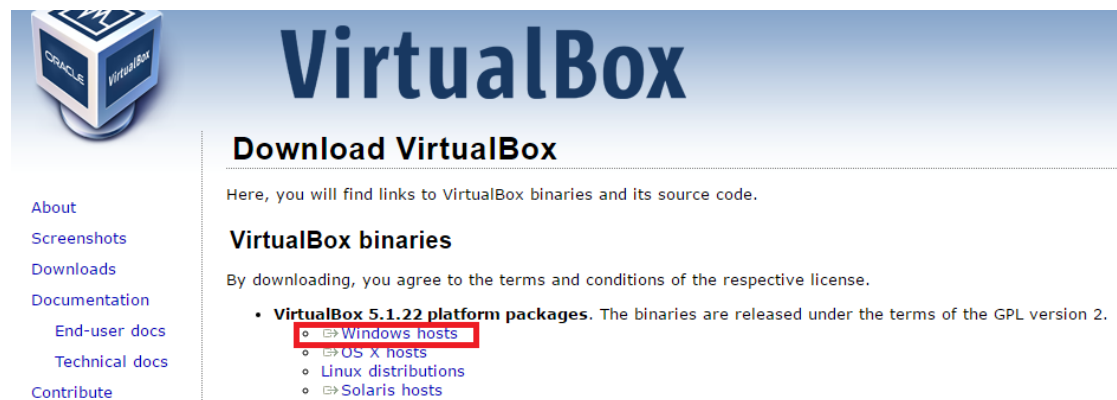 ORACLE
VirtualBox
VirtualBox
Download VirtualBox
Here, you will find links to VirtualBox binaries and its source code.
About
Screenshots
Downloads
Documentation
End-user docs
Technical docs
Contribute
VirtualBox binaries
By downloading, you agree to the terms and conditions of the respective license.
• VirtualBox 5.1.22 platform packages. The binaries are released under the terms of the GPL version 2.
Windows hosts
OS X hosts
Linux distributions
Solaris hosts